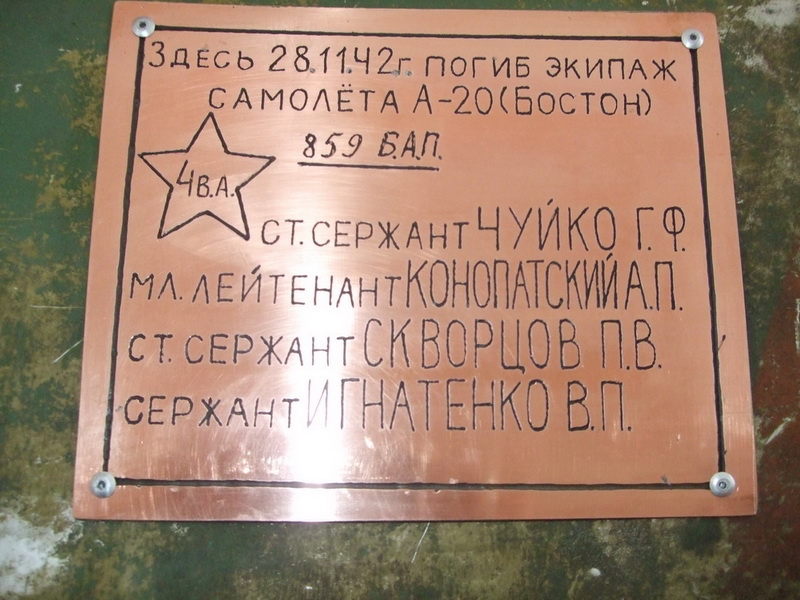 Здесь 28.11.42г. погиб экипаж
самолёта А-20(Бостон)
859 Б.А.П.
4 В.А.
ст. сержант ЧУЙКО Г.Ф.
мл. лейтенант КОНОПАТСКИЙ А.П.
ст. сержант СКВОРЦОВ П.В.
сержант ИГНАТЕНКО В.П.